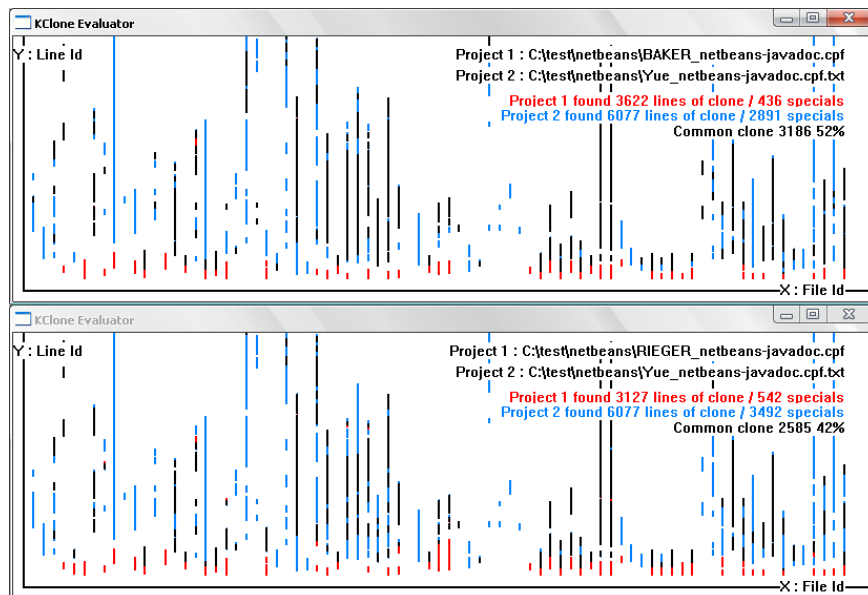 KClone Evaluator
Y : Line Id
Project 1 : C:\test\netbeans\BAKER_netbeans-javadoc.cpf
Project 2 : C:\test\netbeans\Yue_netbeans-javadoc.cpf.txt
Project 1 found 3622 lines of clone / 436 specials
Project 2 found 6077 lines of clone / 2891 specials
Common clone 3186 52%
X : File Id
KClone Evaluator
Y : Line Id
Project 1 : C:\test\netbeans\RIEGER_netbeans-javadoc.cpf
Project 2 : C:\test\netbeans\Yue_netbeans-javadoc.cpf.txt
Project 1 found 3127 lines of clone / 542 specials
Project 2 found 6077 lines of clone / 3492 specials
Common clone 2585 42%
X : File Id